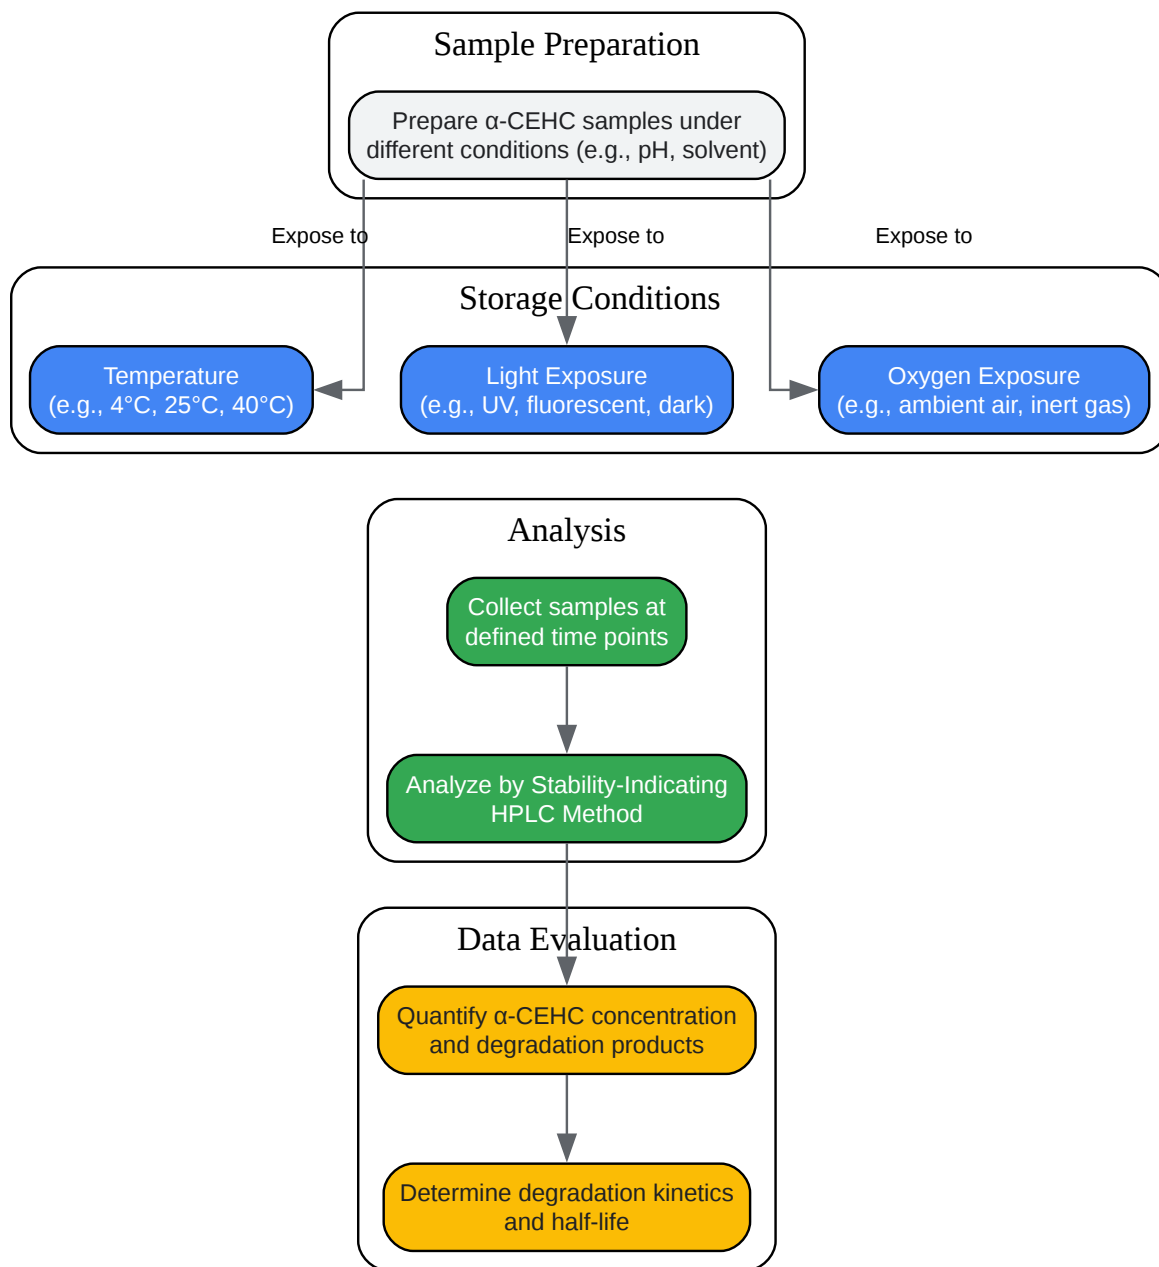 Sample Preparation
Prepare α-CEHC samples under
different conditions (e.g., pH, solvent)
Expose to
Expose to
Expose to
Storage Conditions
Temperature
(e.g., 4°C, 25°C, 40°C)
Light Exposure
(e.g., UV, fluorescent, dark)
Oxygen Exposure
(e.g., ambient air, inert gas)
Analysis
Collect samples at
defined time points
Analyze by Stability-Indicating
HPLC Method
Data Evaluation
Quantify α-CEHC concentration
and degradation products
Determine degradation kinetics
and half-life